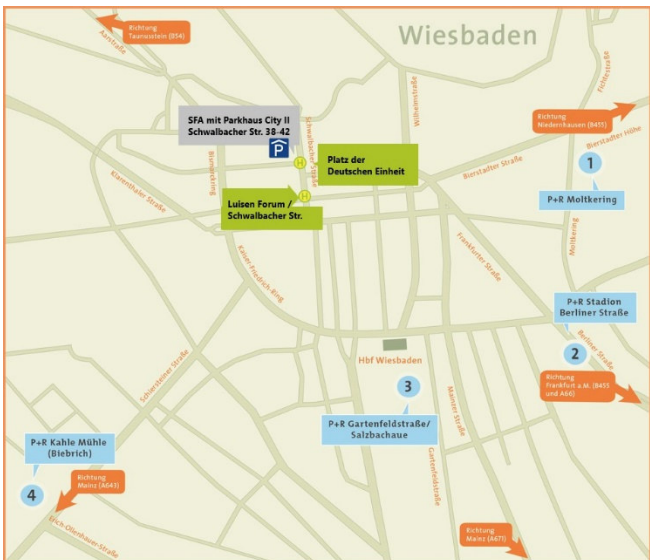 Richtung
Taunusstein (B54)
Aarstraße
Wiesbaden
Fichtestraße
SFA mit Parkhaus City II
Schwalbacher Str. 38-42
P
Schwalbacher Straße
Wilhelmstraße
Richtung
Niedernhausen (B455)
Bierstadter Höhe
Bismarckring
H
Platz der
Deutschen Einheit
Bierstadter Straße
1
P+R Moltkering
Klarenthaler Straße
H
Luisen Forum /
Schwalbacher Str.
Moltkering
Frankfurter Straße
Kaiser-Friedrich-Ring
P+R Stadion
Berliner Straße
Berliner Straße
2
Hbf Wiesbaden
Schiersteiner Straße
3
Mainzer Straße
Richtung
Frankfurt a.M. (B455
und A66)
P+R Gartenfeldstraße/
Salzbachaue
Gartenfeldstraße
P+R Kahle Mühle
(Biebrich)
4
Richtung
Mainz (A643)
Erich-Ollenhauer-Straße
Richtung
Mainz (A671)